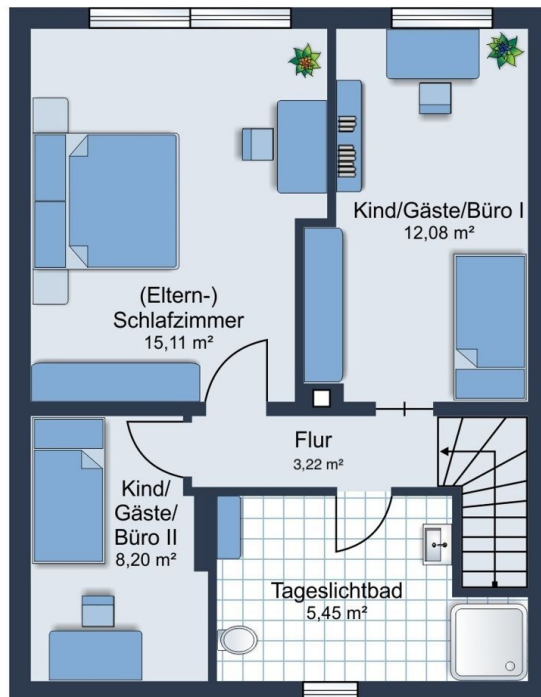 Kind/Gäste/Büro I
12,08 m²
(Eltern-)
Schlafzimmer
15,11 m²
Flur
3,22 m²
Kind/
Gäste/
Büro II
8,20 m²
Tageslichtbad
5,45 m²